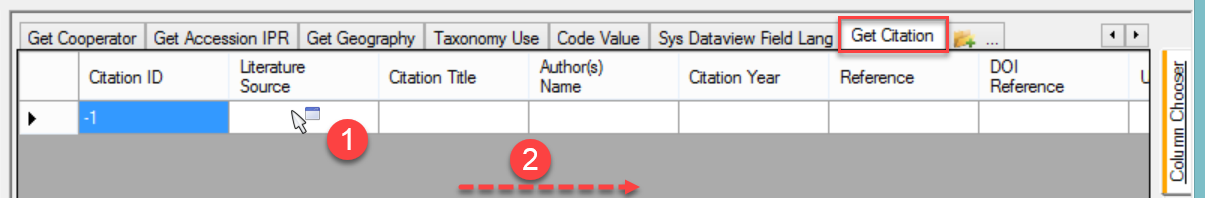 Get Cooperator Get Accession IPR Get Geography Taxonomy Use Code Value Sys Dataview Field Lang Get Citation ...
Citation ID Literature Source Citation Title Author(s) Name Citation Year Reference DOI Reference U
-1
1
2
Column Chooser